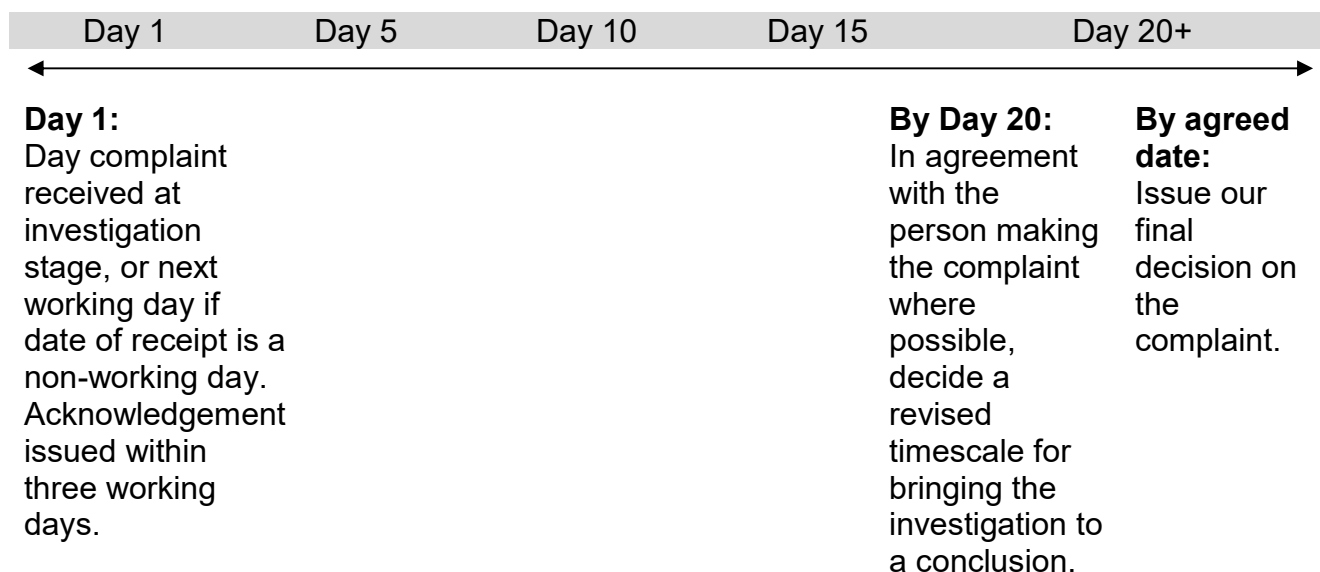 Day 1 Day 5 Day 10 Day 15 Day 20+
Day 1:
Day complaint
received at
investigation
stage, or next
working day if
date of receipt is a
non-working day.
Acknowledgement
issued within
three working
days.
By Day 20:
In agreement
with the
person making
the complaint
where
possible,
decide a
revised
timescale for
bringing the
investigation to
a conclusion.
By agreed
date:
Issue our
final
decision on
the
complaint.